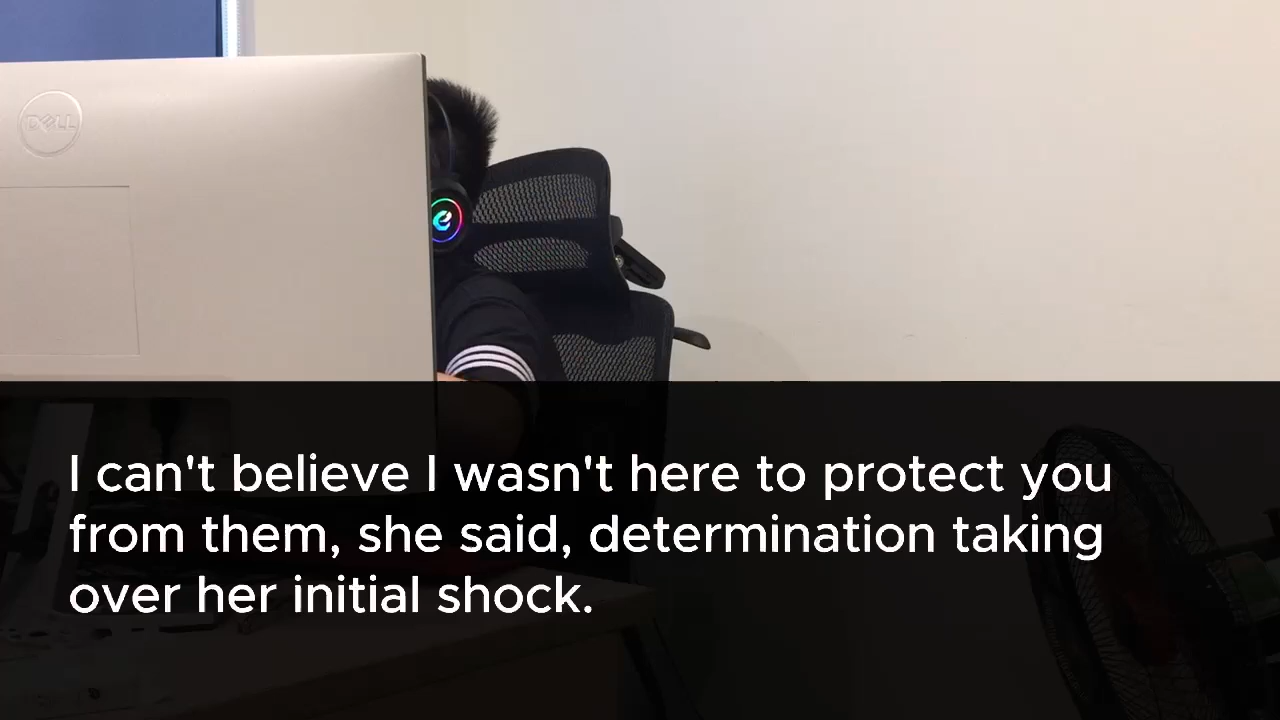 DELL
I can't believe I wasn't here to protect you
from them, she said, determination taking
over her initial shock.